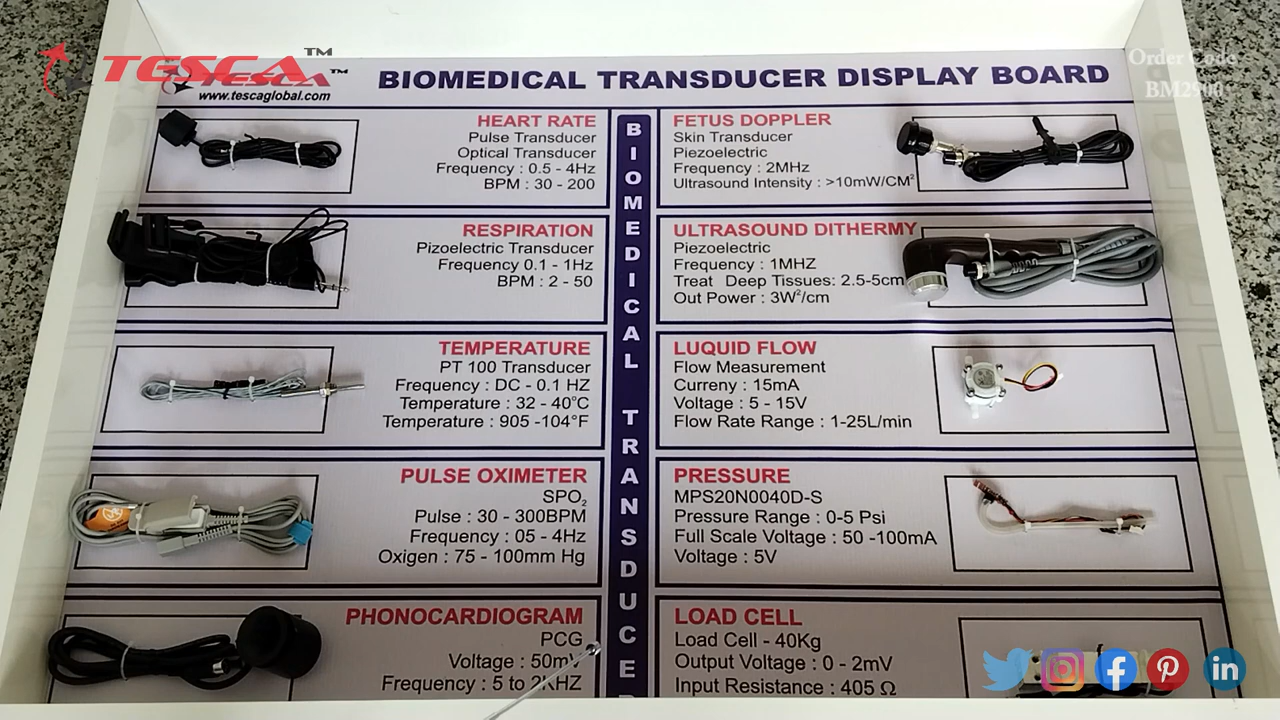 TESCA™
TESCA™
www.tescaglobal.com
BIOMEDICAL TRANSDUCER DISPLAY BOARD
Order Code
BM2900
HEART RATE
Pulse Transducer
Optical Transducer
Frequency : 0.5 - 4Hz
BPM : 30 - 200
RESPIRATION
Pizoelectric Transducer
Frequency 0.1 - 1Hz
BPM : 2 - 50
TEMPERATURE
PT 100 Transducer
Frequency : DC - 0.1 HZ
Temperature : 32 - 40°C
Temperature : 905 -104°F
PULSE OXIMETER
SPO₂
Pulse : 30 - 300BPM
Frequency : 05 - 4Hz
Oxigen : 75 - 100mm Hg
PHONOCARDIOGRAM
PCG
Voltage : 50mV
Frequency : 5 to 2KHZ
BIOMEDICAL TRANSDUCER
FETUS DOPPLER
Skin Transducer
Piezoelectric
Frequency : 2MHz
Ultrasound Intensity : >10mW/CM²
ULTRASOUND DITHERMY
Piezoelectric
Frequency : 1MHZ
Treat Deep Tissues: 2.5-5cm
Out Power : 3W²/cm
LUQUID FLOW
Flow Measurement
Curreny : 15mA
Voltage : 5 - 15V
Flow Rate Range : 1-25L/min
PRESSURE
MPS20N0040D-S
Pressure Range : 0-5 Psi
Full Scale Voltage : 50 -100mA
Voltage : 5V
LOAD CELL
Load Cell - 40Kg
Output Voltage : 0 - 2mV
Input Resistance : 405 Ω